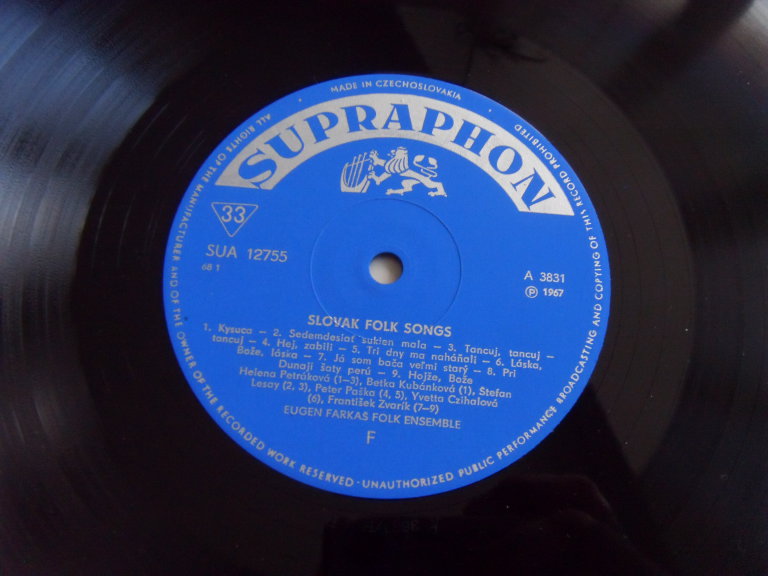 MADE IN CZECHOSLOVAKIA
SUPRAPHON
33
SUA 12755
68 1
A 3831
Ⓟ 1967
SLOVAK FOLK SONGS
1. Kysuca – 2. Sedemdesiat sukien mala – 3. Tancuj, tancuj –
tancuj – 4. Hej, zabili – 5. Tri dny ma naháňali – 6. Láska,
Bože, láska – 7. Já som bača veľmi starý – 8. Pri
Dunaji šaty perú – 9. Hojže, Bože
Helena Petráková (1–3), Betka Kubánková (1), Štefan
Lesay (2, 3), Peter Paška (4, 5), Yvetta Czihalová
(6), František Zvarík (7–9)
EUGEN FARKAŠ FOLK ENSEMBLE
F
ALL RIGHTS OF THE MANUFACTURER AND OF THE OWNER OF THE RECORDED WORK RESERVED · UNAUTHORIZED PUBLIC PERFORMANCE BROADCASTING AND COPYING OF THIS RECORD PROHIBITED